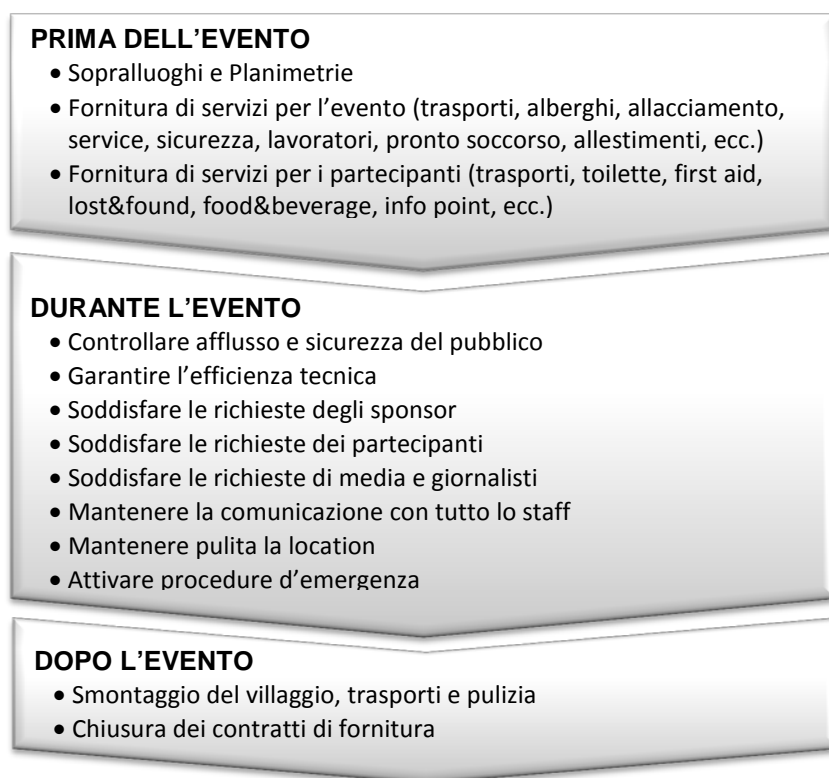 PRIMA DELL’EVENTO
• Sopralluoghi e Planimetrie
• Fornitura di servizi per l’evento (trasporti, alberghi, allacciamento,
service, sicurezza, lavoratori, pronto soccorso, allestimenti, ecc.)
• Fornitura di servizi per i partecipanti (trasporti, toilette, first aid,
lost&found, food&beverage, info point, ecc.)
DURANTE L’EVENTO
• Controllare afflusso e sicurezza del pubblico
• Garantire l’efficienza tecnica
• Soddisfare le richieste degli sponsor
• Soddisfare le richieste dei partecipanti
• Soddisfare le richieste di media e giornalisti
• Mantenere la comunicazione con tutto lo staff
• Mantenere pulita la location
• Attivare procedure d’emergenza
DOPO L’EVENTO
• Smontaggio del villaggio, trasporti e pulizia
• Chiusura dei contratti di fornitura